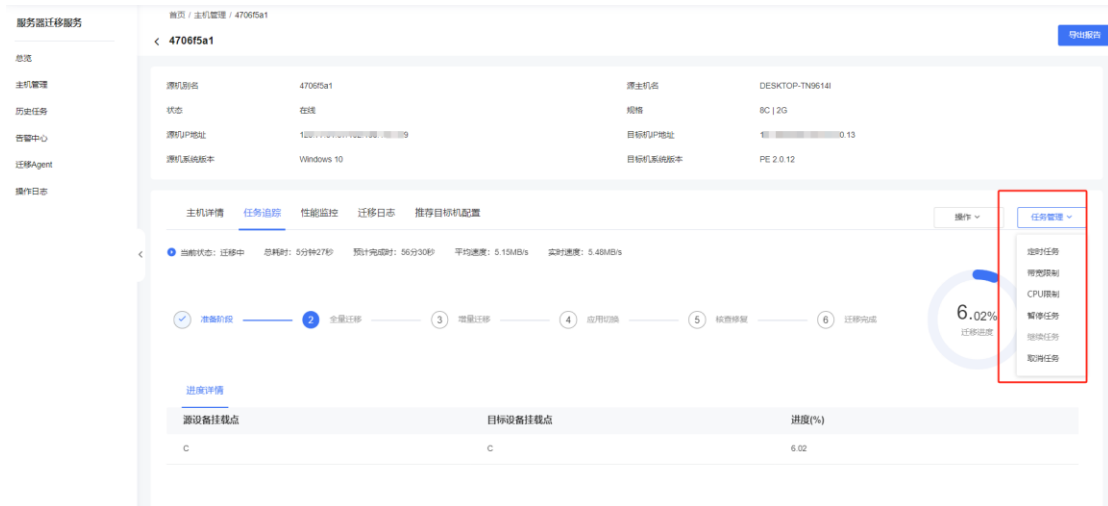 服务器迁移服务
总览
主机管理
历史任务
告警中心
迁移Agent
操作日志
首页 / 主机管理 / 4706f5a1
4706f5a1
导出报告
源机别名 4706f5a1 源主机名 DESKTOP-TN9614I
状态 在线 规格 8C | 2G
源机IP地址 目标机IP地址 0.13
源机系统版本 Windows 10 目标机系统版本 PE 2.0.12
主机详情 任务追踪 性能监控 迁移日志 推荐目标机配置 操作 任务管理
当前状态：迁移中 总耗时：5分钟27秒 预计完成时：56分30秒 平均速度：5.15MB/s 实时速度：5.48MB/s
定时任务
带宽限制
CPU限制
暂停任务
继续任务
取消任务
准备阶段 2 全量迁移 3 增量迁移 4 应用切换 5 核查修复 6 迁移完成
6.02%
迁移进度
进度详情
源设备挂载点 目标设备挂载点 进度(%)
C C 6.02